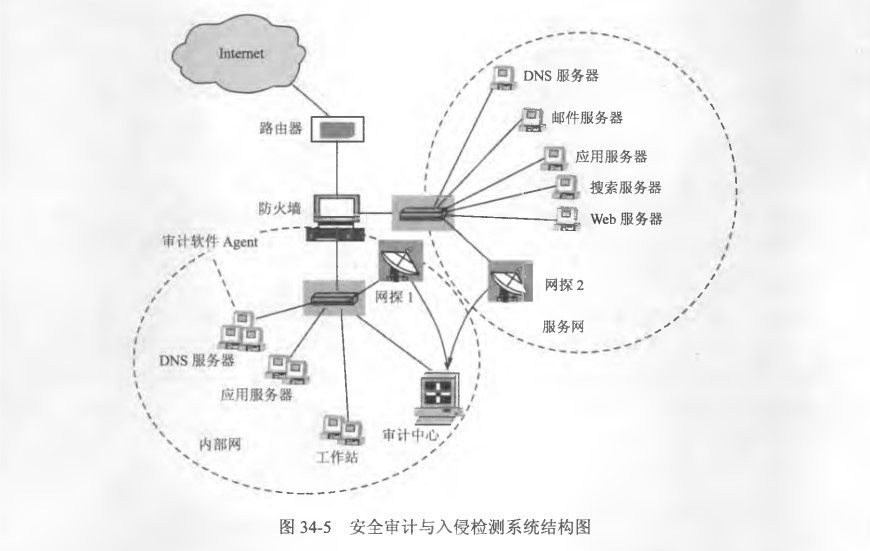 Internet
DNS 服务器
路由器
邮件服务器
应用服务器
搜索服务器
防火墙
Web 服务器
审计软件 Agent
网探 1
网探 2
服务网
DNS 服务器
应用服务器
内部网
工作站
审计中心
图 34-5 安全审计与入侵检测系统结构图